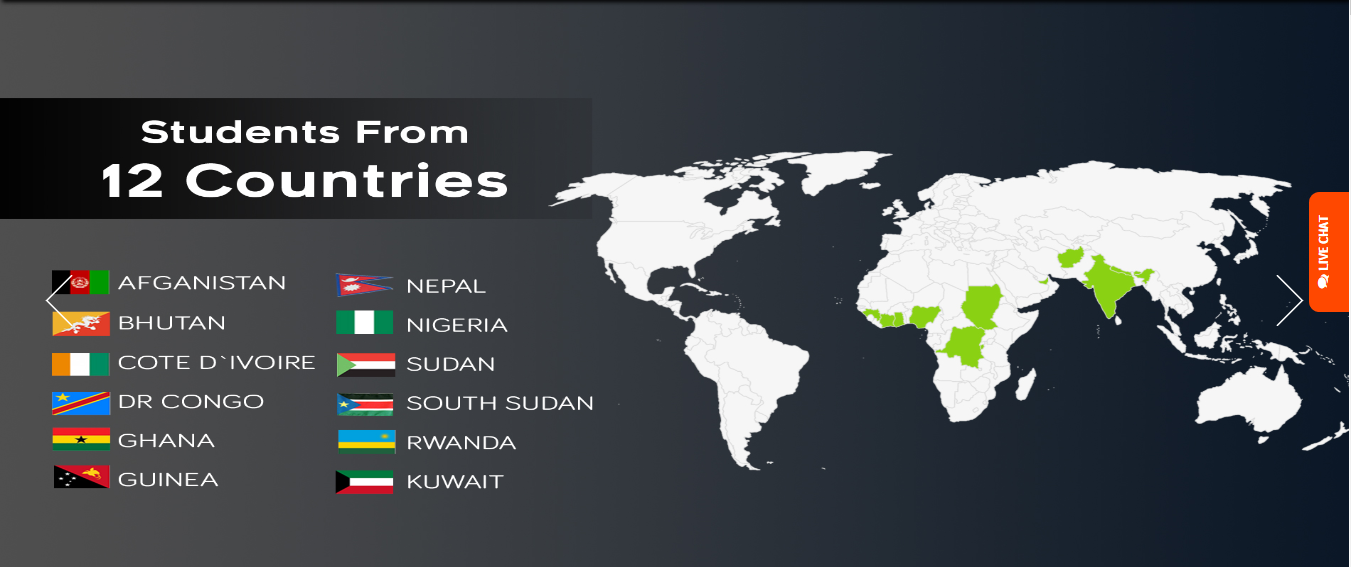 Students From
12 Countries
AFGANISTAN
BHUTAN
COTE D`IVOIRE
DR CONGO
GHANA
GUINEA
NEPAL
NIGERIA
SUDAN
SOUTH SUDAN
RWANDA
KUWAIT
LIVE CHAT